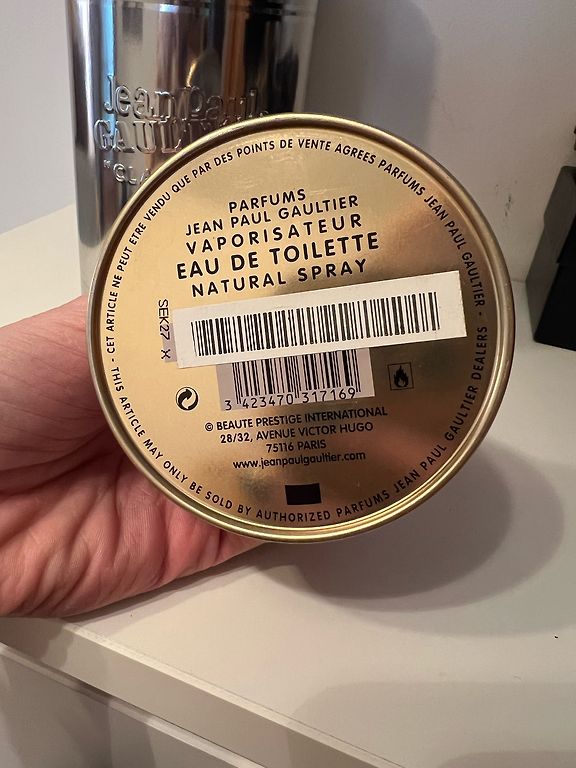 Jean Paul
GAUL
"CLA
- CET ARTICLE NE PEUT ETRE VENDU QUE PAR DES POINTS DE VENTE AGREES PARFUMS JEAN PAUL GAULTIER -
PARFUMS
JEAN PAUL GAULTIER
VAPORISATEUR
EAU DE TOILETTE
NATURAL SPRAY
SEK27 X
3 423470 317169
© BEAUTE PRESTIGE INTERNATIONAL
28/32, AVENUE VICTOR HUGO
75116 PARIS
www.jeanpaulgaultier.com
THIS ARTICLE MAY ONLY BE SOLD BY AUTHORIZED PARFUMS JEAN PAUL GAULTIER DEALERS